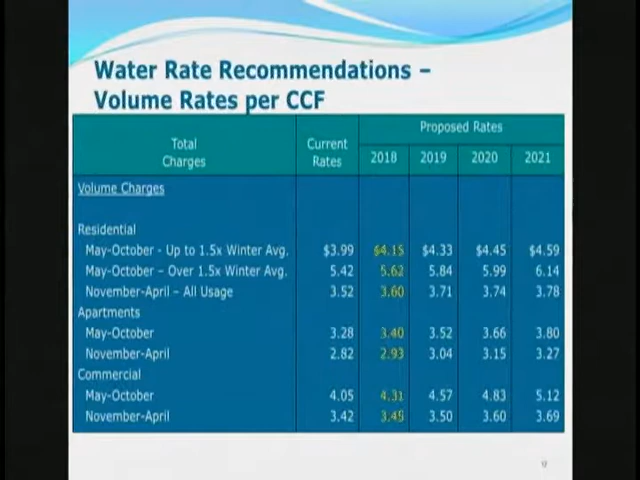 Water Rate Recommendations –
Volume Rates per CCF
Total Charges Current Rates Proposed Rates
2018 2019 2020 2021
Volume Charges
Residential
May-October - Up to 1.5x Winter Avg. $3.99 $4.15 $4.33 $4.45 $4.59
May-October – Over 1.5x Winter Avg. 5.42 5.62 5.84 5.99 6.14
November-April – All Usage 3.52 3.60 3.71 3.74 3.78
Apartments
May-October 3.28 3.40 3.52 3.66 3.80
November-April 2.82 2.93 3.04 3.15 3.27
Commercial
May-October 4.05 4.31 4.57 4.83 5.12
November-April 3.42 3.45 3.50 3.60 3.69